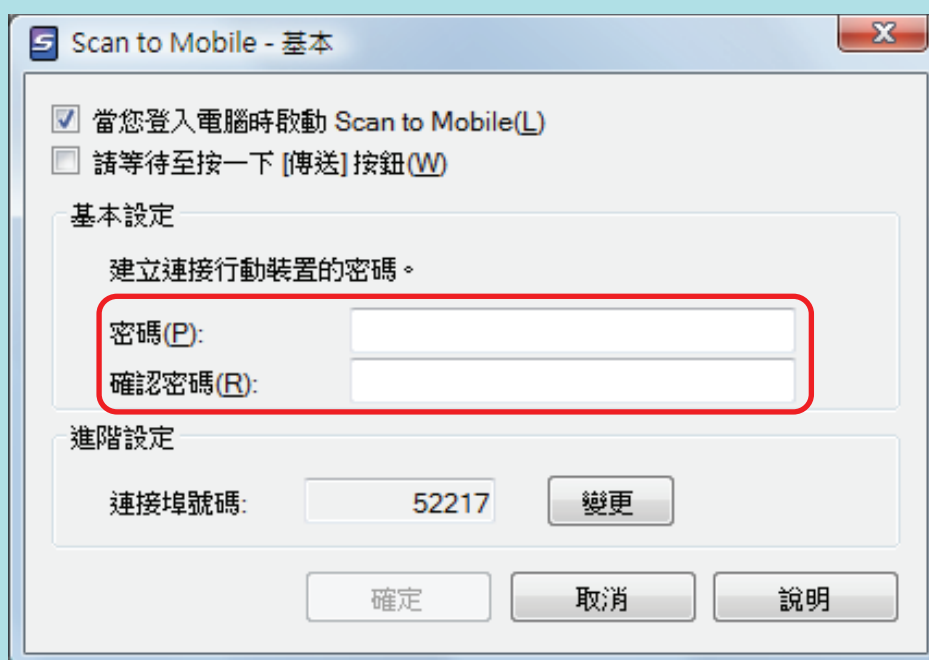 Scan to Mobile - 基本
當您登入電腦時啟動 Scan to Mobile(L)
請等待至按一下 [傳送] 按鈕(W)
基本設定
建立連接行動裝置的密碼。
密碼(P):
確認密碼(R):
進階設定
連接埠號碼: 52217 變更
確定 取消 說明